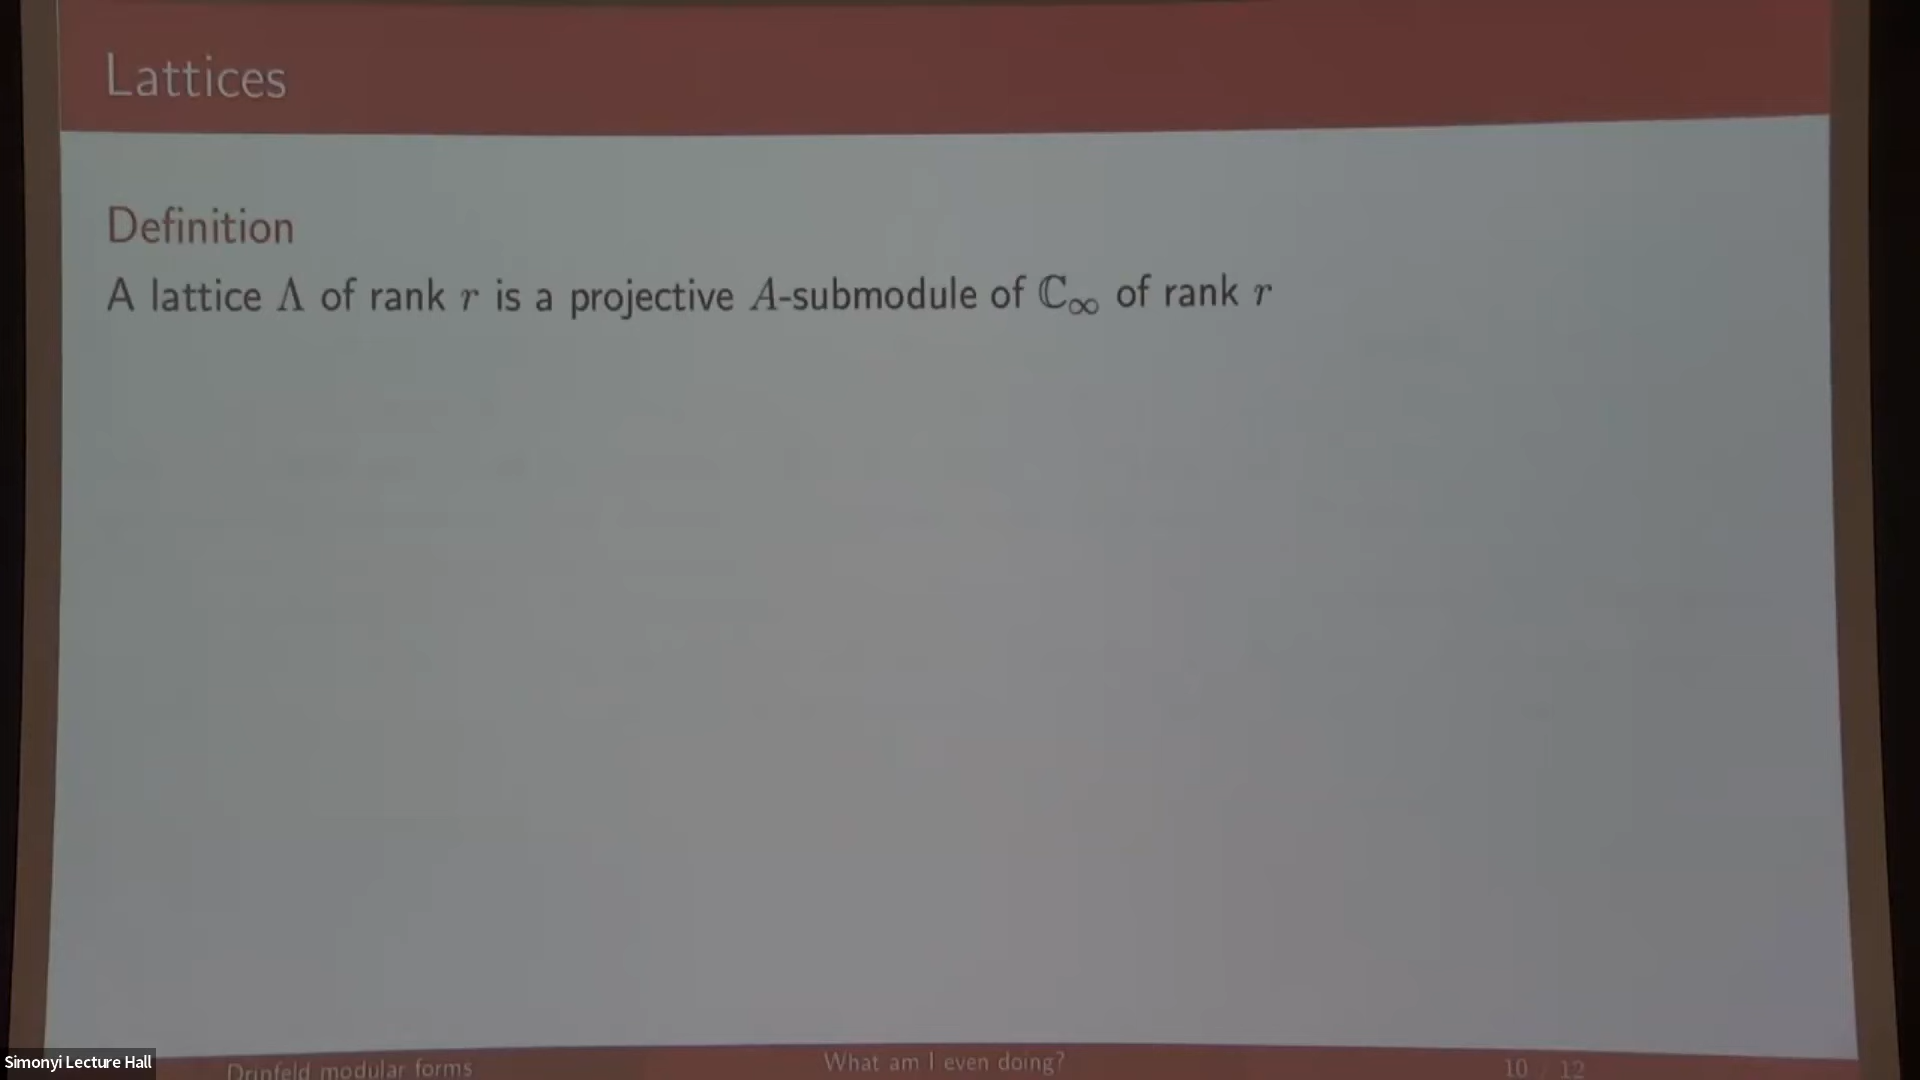 Lattices
Definition
A lattice Λ of rank r is a projective A-submodule of ℂ∞ of rank r
Simonyi Lecture Hall
Drinfeld modular forms
What am I even doing?
10 / 12